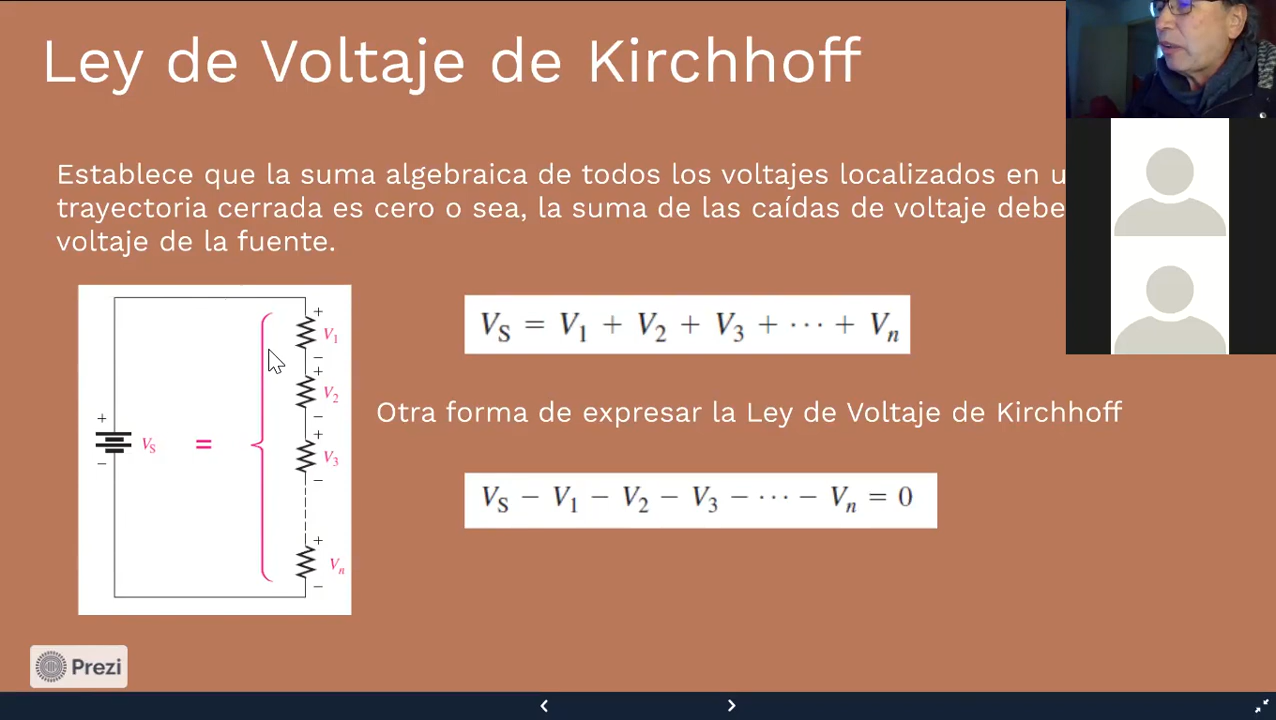 Ley de Voltaje de Kirchhoff
Establece que la suma algebraica de todos los voltajes localizados en u
trayectoria cerrada es cero o sea, la suma de las caídas de voltaje debe
voltaje de la fuente.
+
V₁
−
+
V₂
−
+
V₃
−
+
Vₙ
−
+
V_S =
−
V_S = V₁ + V₂ + V₃ + ⋯ + Vₙ
Otra forma de expresar la Ley de Voltaje de Kirchhoff
V_S − V₁ − V₂ − V₃ − ⋯ − Vₙ = 0
Prezi